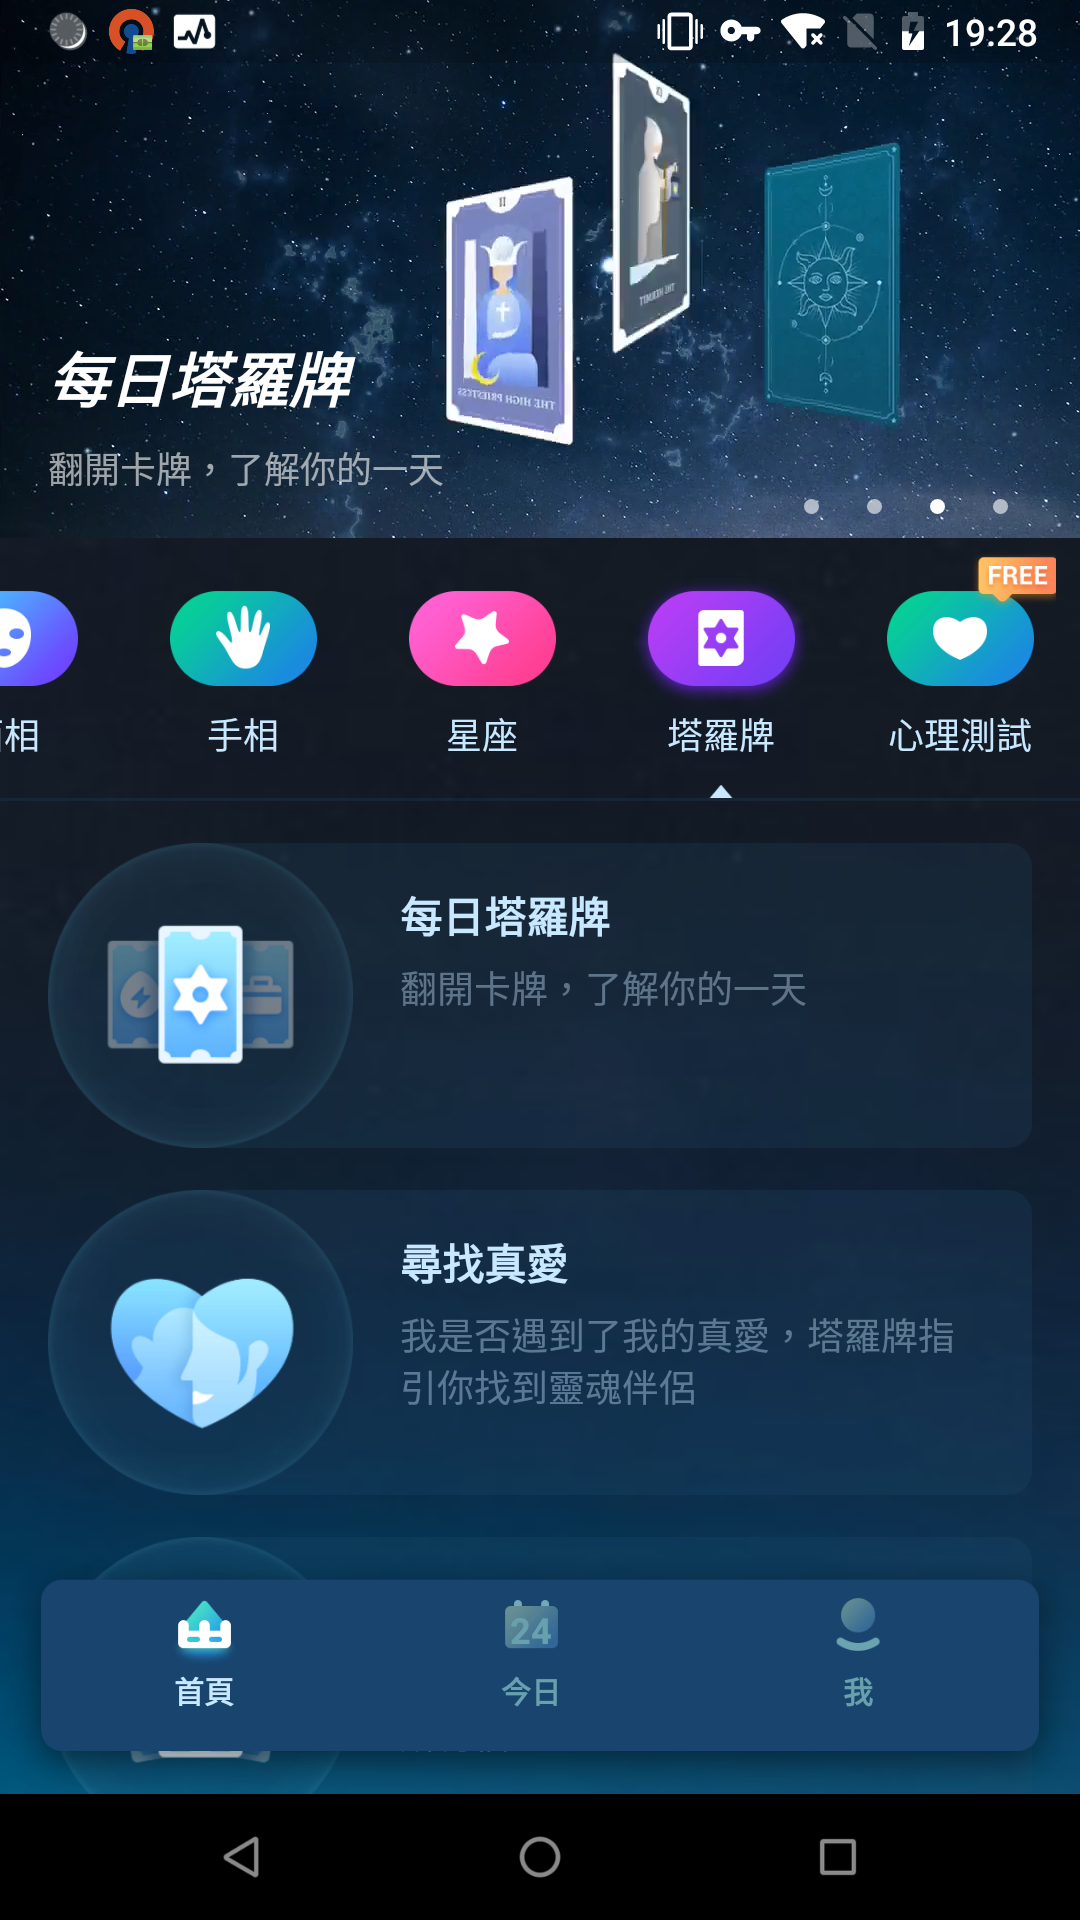 19:28
II
THE HIGH PRIESTESS
THE HERMIT
每日塔羅牌
翻開卡牌，了解你的一天
FREE
相
手相
星座
塔羅牌
心理測試
每日塔羅牌
翻開卡牌，了解你的一天
尋找真愛
我是否遇到了我的真愛，塔羅牌指
引你找到靈魂伴侶
24
首頁
今日
我